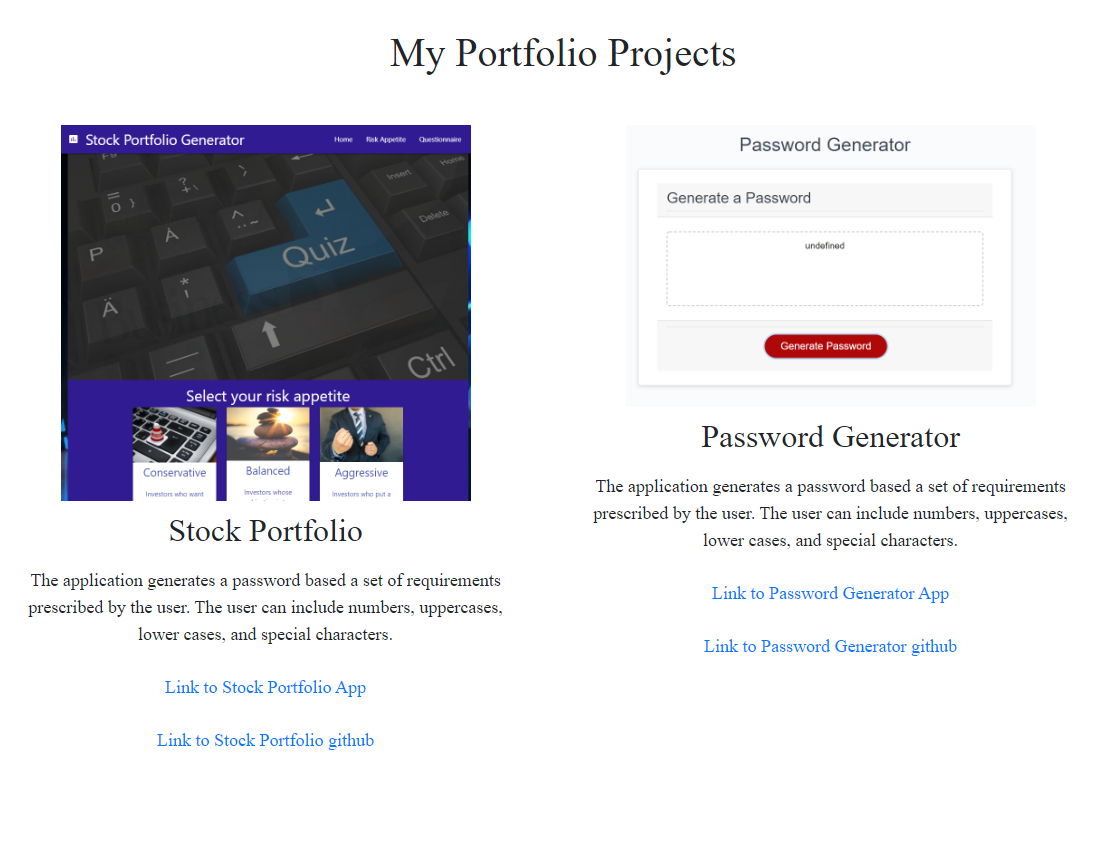 My Portfolio Projects
Stock Portfolio Generator
Home Risk Appetite Questionnaire
Home
Insert
Delete
Quiz
P
Ä
A
Ctrl
Select your risk appetite
Conservative
Investors who want
Balanced
Investors whose
Aggressive
Investors who put a
Stock Portfolio
The application generates a password based a set of requirements
prescribed by the user. The user can include numbers, uppercases,
lower cases, and special characters.
Link to Stock Portfolio App
Link to Stock Portfolio github
Password Generator
Generate a Password
undefined
Generate Password
Password Generator
The application generates a password based a set of requirements
prescribed by the user. The user can include numbers, uppercases,
lower cases, and special characters.
Link to Password Generator App
Link to Password Generator github